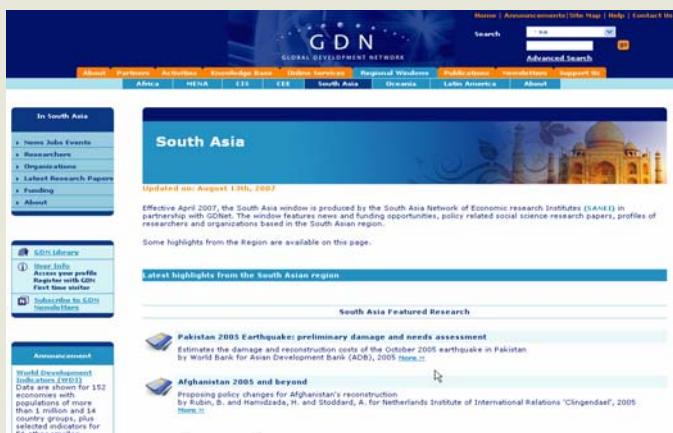 Home | Announcements | Site Map | Help | Contact Us
Search
Advanced Search
GDN
GLOBAL DEVELOPMENT NETWORK
About Partners Activities Knowledge Base Online Services Regional Windows Publications Newsletters Support Us
Africa MENA CIS CEE South Asia Oceania Latin America About
In South Asia
News Jobs Events
Researchers
Organizations
Latest Research Papers
Funding
About
GDN Library
User Info
Access your profile
Register with GDN
First time visitor
Subscribe to GDN
Newsletters
Announcement
World Development
Indicators (WDI)
Data are shown for 152
economies with
populations of more
than 1 million and 14
country groups, plus
selected indicators for
South Asia
Updated on: August 13th, 2007
Effective April 2007, the South Asia window is produced by the South Asia Network of Economic research Institutes (SANEI) in
partnership with GDNet. The window features news and funding opportunities, policy related social science research papers, profiles of
researchers and organizations based in the South Asian region.
Some highlights from the Region are available on this page.
Latest highlights from the South Asian region
South Asia Featured Research
Pakistan 2005 Earthquake: preliminary damage and needs assessment
Estimates the damage and reconstruction costs of the October 2005 earthquake in Pakistan
by World Bank for Asian Development Bank (ADB), 2005 More »
Afghanistan 2005 and beyond
Proposing policy changes for Afghanistan's reconstruction
by Rubin, B. and Hamidzada, H. and Stoddard, A. for Netherlands Institute of International Relations 'Clingendael', 2005
More »